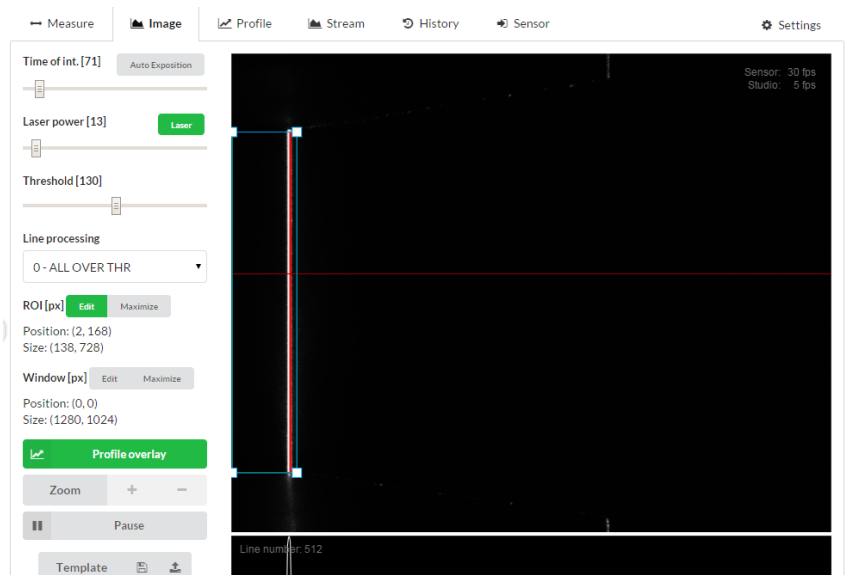 Measure Image Profile Stream History Sensor Settings
Time of int. [71] Auto Exposition
Laser power [13] Laser
Threshold [130]
Line processing
0 - ALL OVER THR
ROI [px] Edit Maximize
Position: (2, 168)
Size: (138, 728)
Window [px] Edit Maximize
Position: (0, 0)
Size: (1280, 1024)
Profile overlay
Zoom + −
Pause
Template
Sensor: 30 fps
Studio: 5 fps
Line number: 512